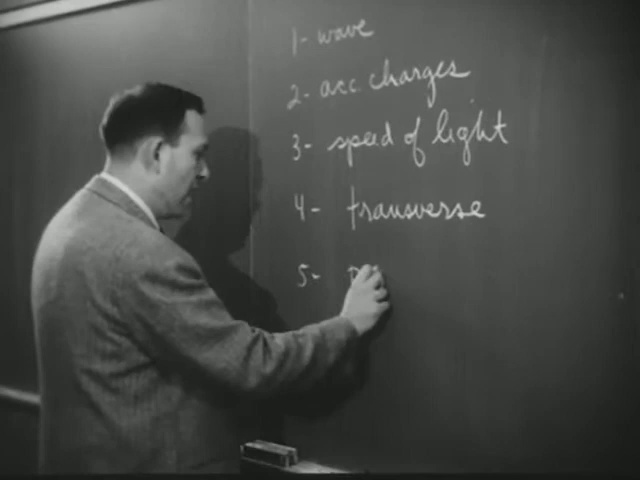 1- wave
2- acc. charges
3- speed of light
4- transverse
5-